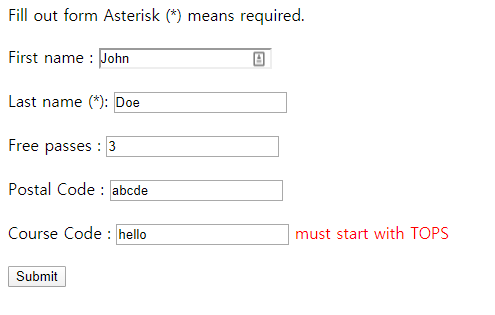 Fill out form Asterisk (*) means required.
First name : John
Last name (*): Doe
Free passes : 3
Postal Code : abcde
Course Code : hello must start with TOPS
Submit